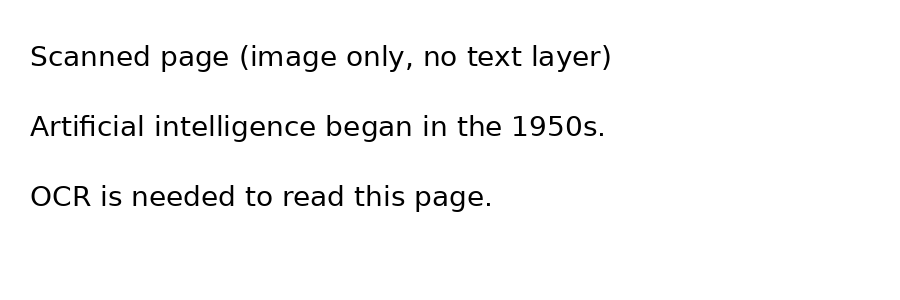 Scanned page (image only, no text layer)
Artificial intelligence began in the 1950s.
OCR is needed to read this page.